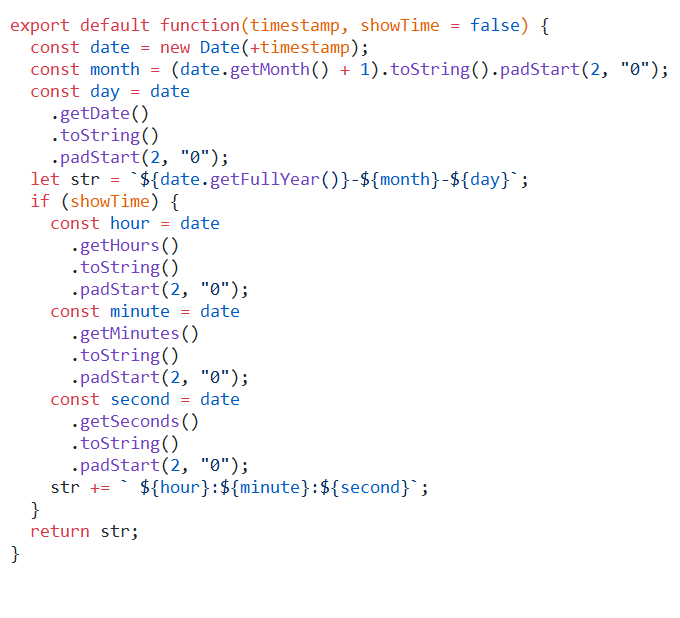 export default function(timestamp, showTime = false) {
  const date = new Date(+timestamp);
  const month = (date.getMonth() + 1).toString().padStart(2, "0");
  const day = date
    .getDate()
    .toString()
    .padStart(2, "0");
  let str = `${date.getFullYear()}-${month}-${day}`;
  if (showTime) {
    const hour = date
      .getHours()
      .toString()
      .padStart(2, "0");
    const minute = date
      .getMinutes()
      .toString()
      .padStart(2, "0");
    const second = date
      .getSeconds()
      .toString()
      .padStart(2, "0");
    str += ` ${hour}:${minute}:${second}`;
  }
  return str;
}